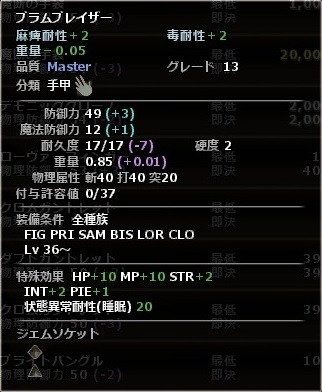 プラムブレイザー
麻痺耐性+2 毒耐性+2
重量-0.05
品質 Master グレード 13
分類 手甲
防御力 49 (+3)
魔法防御力 12 (+1)
耐久度 17/17 (-7) 硬度 2
重量 0.85 (+0.01)
物理属性 斬40 打40 突20
付与許容値 0/37
装備条件 全種族
FIG PRI SAM BIS LOR CLO
Lv 36～
特殊効果 HP+10 MP+10 STR+2
INT+2 PIE+1
状態異常耐性(睡眠) 20
ジェムソケット